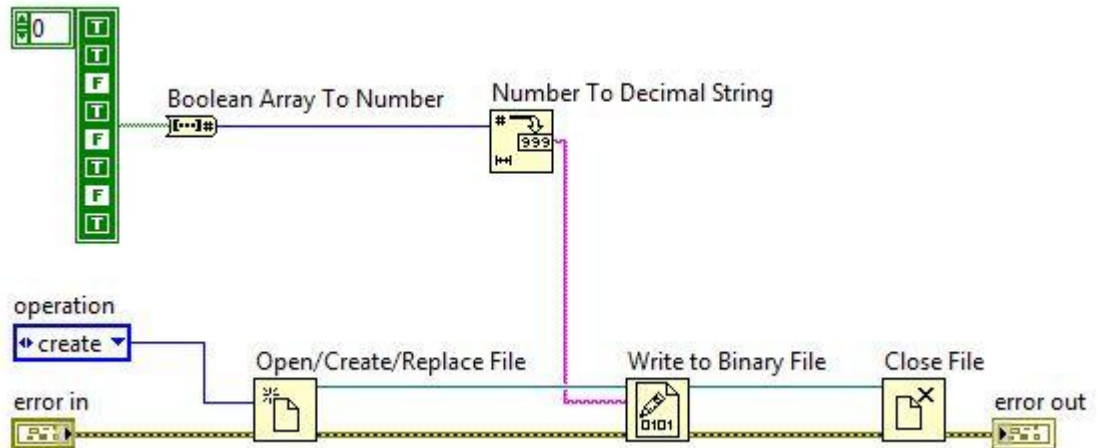 0
T
T
F
T
F
T
F
T
Boolean Array To Number
[...]#
Number To Decimal String
#
999
operation
create
Open/Create/Replace File
Write to Binary File
0101
Close File
error in
error out